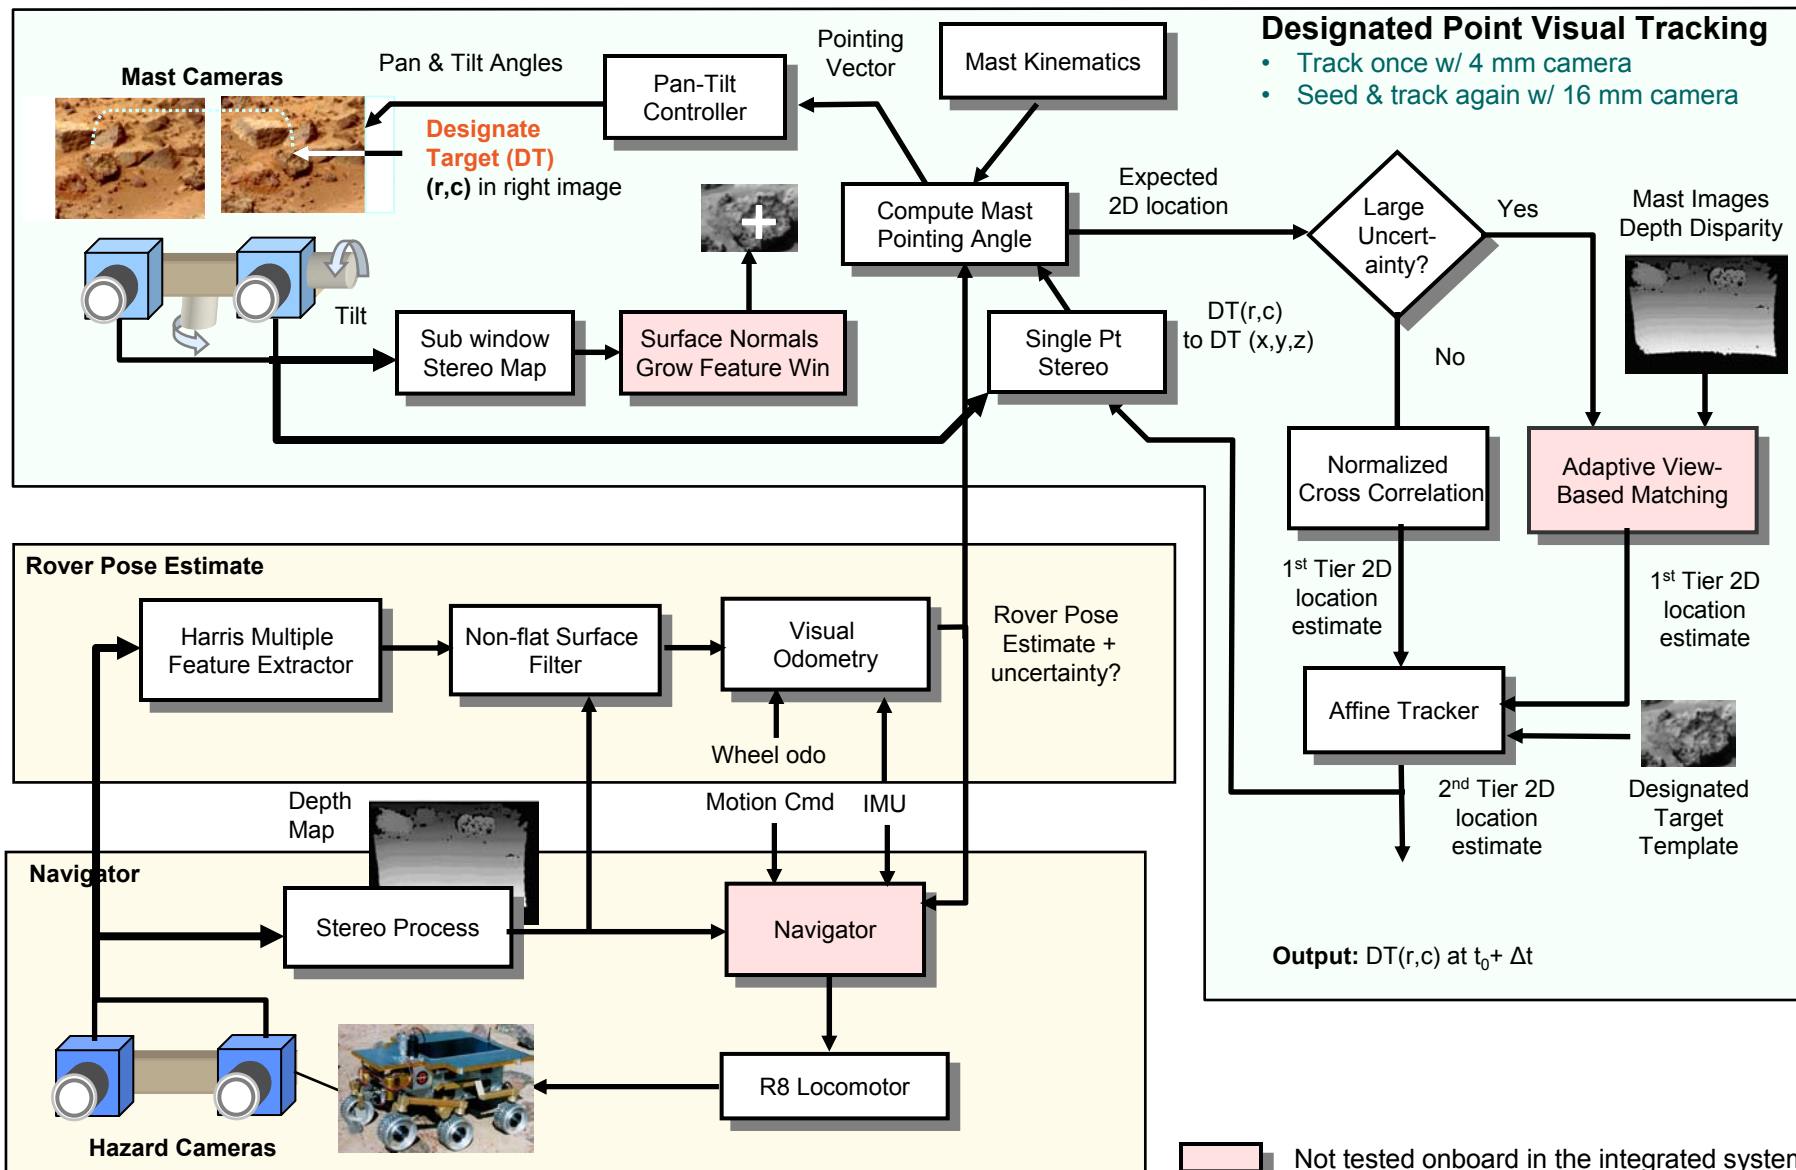 Designated Point Visual Tracking
• Track once w/ 4 mm camera
• Seed & track again w/ 16 mm camera
Mast Cameras
Pan & Tilt Angles
Pointing
Vector
Pan-Tilt
Controller
Mast Kinematics
Designate
Target (DT)
(r,c) in right image
Compute Mast
Pointing Angle
Expected
2D location
Large
Uncert-
ainty?
Yes
No
Mast Images
Depth Disparity
Tilt
Sub window
Stereo Map
Surface Normals
Grow Feature Win
Single Pt
Stereo
DT(r,c)
to DT (x,y,z)
Normalized
Cross Correlation
Adaptive View-
Based Matching
1st Tier 2D
location
estimate
1st Tier 2D
location
estimate
Affine Tracker
2nd Tier 2D
location
estimate
Designated
Target
Template
Output: DT(r,c) at t0+ Δt
Rover Pose Estimate
Harris Multiple
Feature Extractor
Non-flat Surface
Filter
Visual
Odometry
Rover Pose
Estimate +
uncertainty?
Wheel odo
Depth
Map
Motion Cmd
IMU
Navigator
Stereo Process
Navigator
R8 Locomotor
Hazard Cameras
Not tested onboard in the integrated system